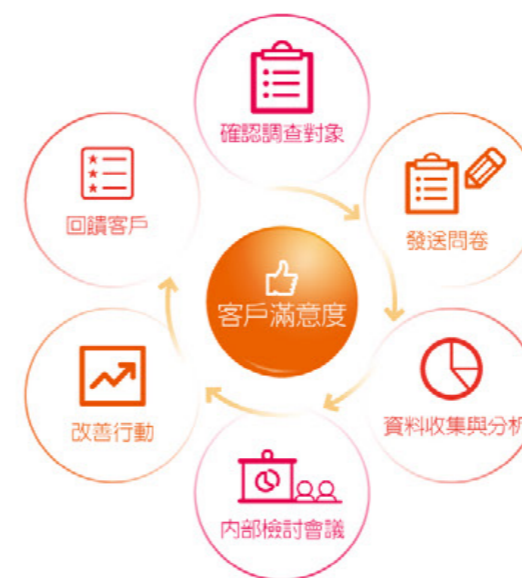 確認調查對象
發送問卷
資料收集與分析
內部檢討會議
改善行動
回饋客戶
客戶滿意度